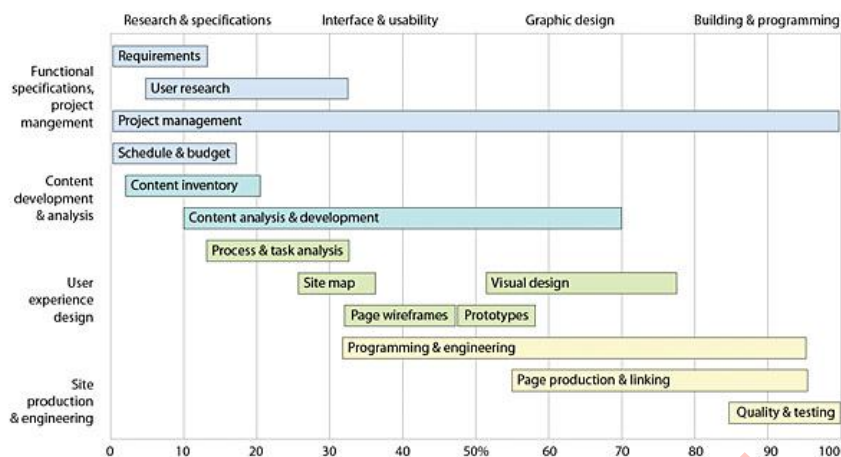 Research & specifications Interface & usability Graphic design Building & programming
Functional
specifications,
project
mangement
Requirements
User research
Project management
Schedule & budget
Content
development
& analysis
Content inventory
Content analysis & development
Process & task analysis
User
experience
design
Site map Visual design
Page wireframes Prototypes
Programming & engineering
Site
production
& engineering
Page production & linking
Quality & testing
0 10 20 30 40 50% 60 70 80 90 100